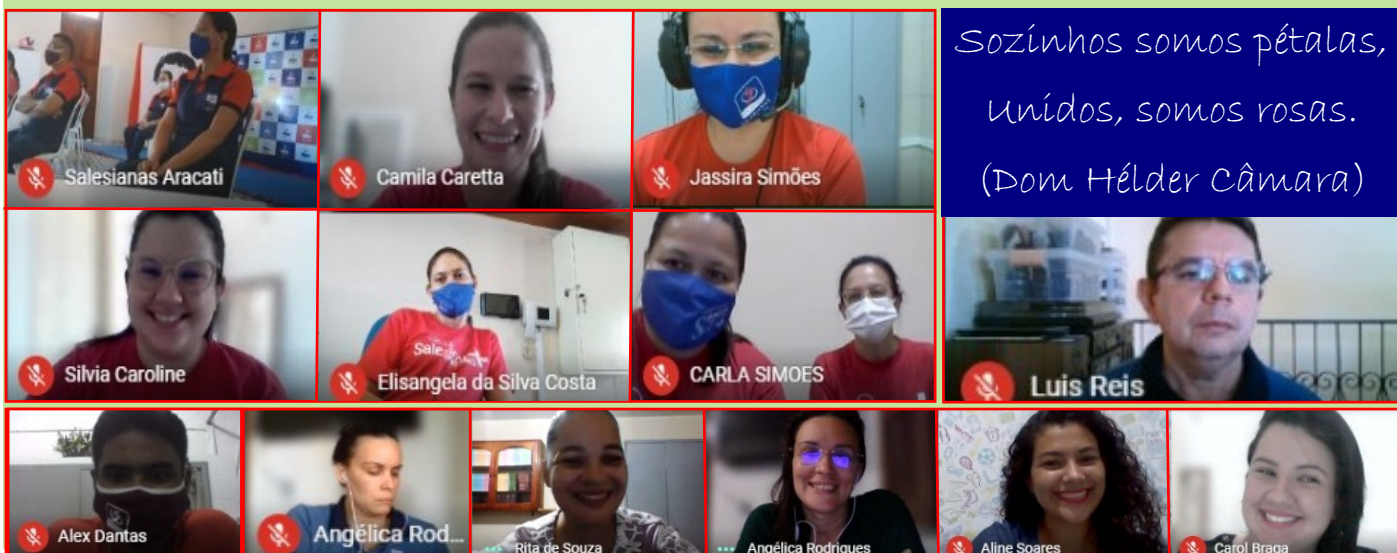 Sozinhos somos pétalas,
Unidos, somos rosas.
(Dom Hélder Câmara)
Salesianas Aracati
Camila Caretta
Jassira Simões
Silvia Caroline
Elisangela da Silva Costa
CARLA SIMOES
Luis Reis
Alex Dantas
Angélica Rod...
Rita de Souza
Angélica Rodrigues
Aline Soares
Carol Braga